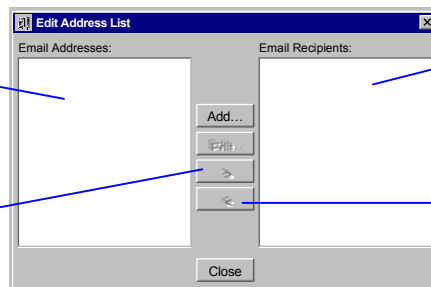 Edit Address List
Email Addresses:
Email Recipients:
Add...
Edit...
>
<
Close